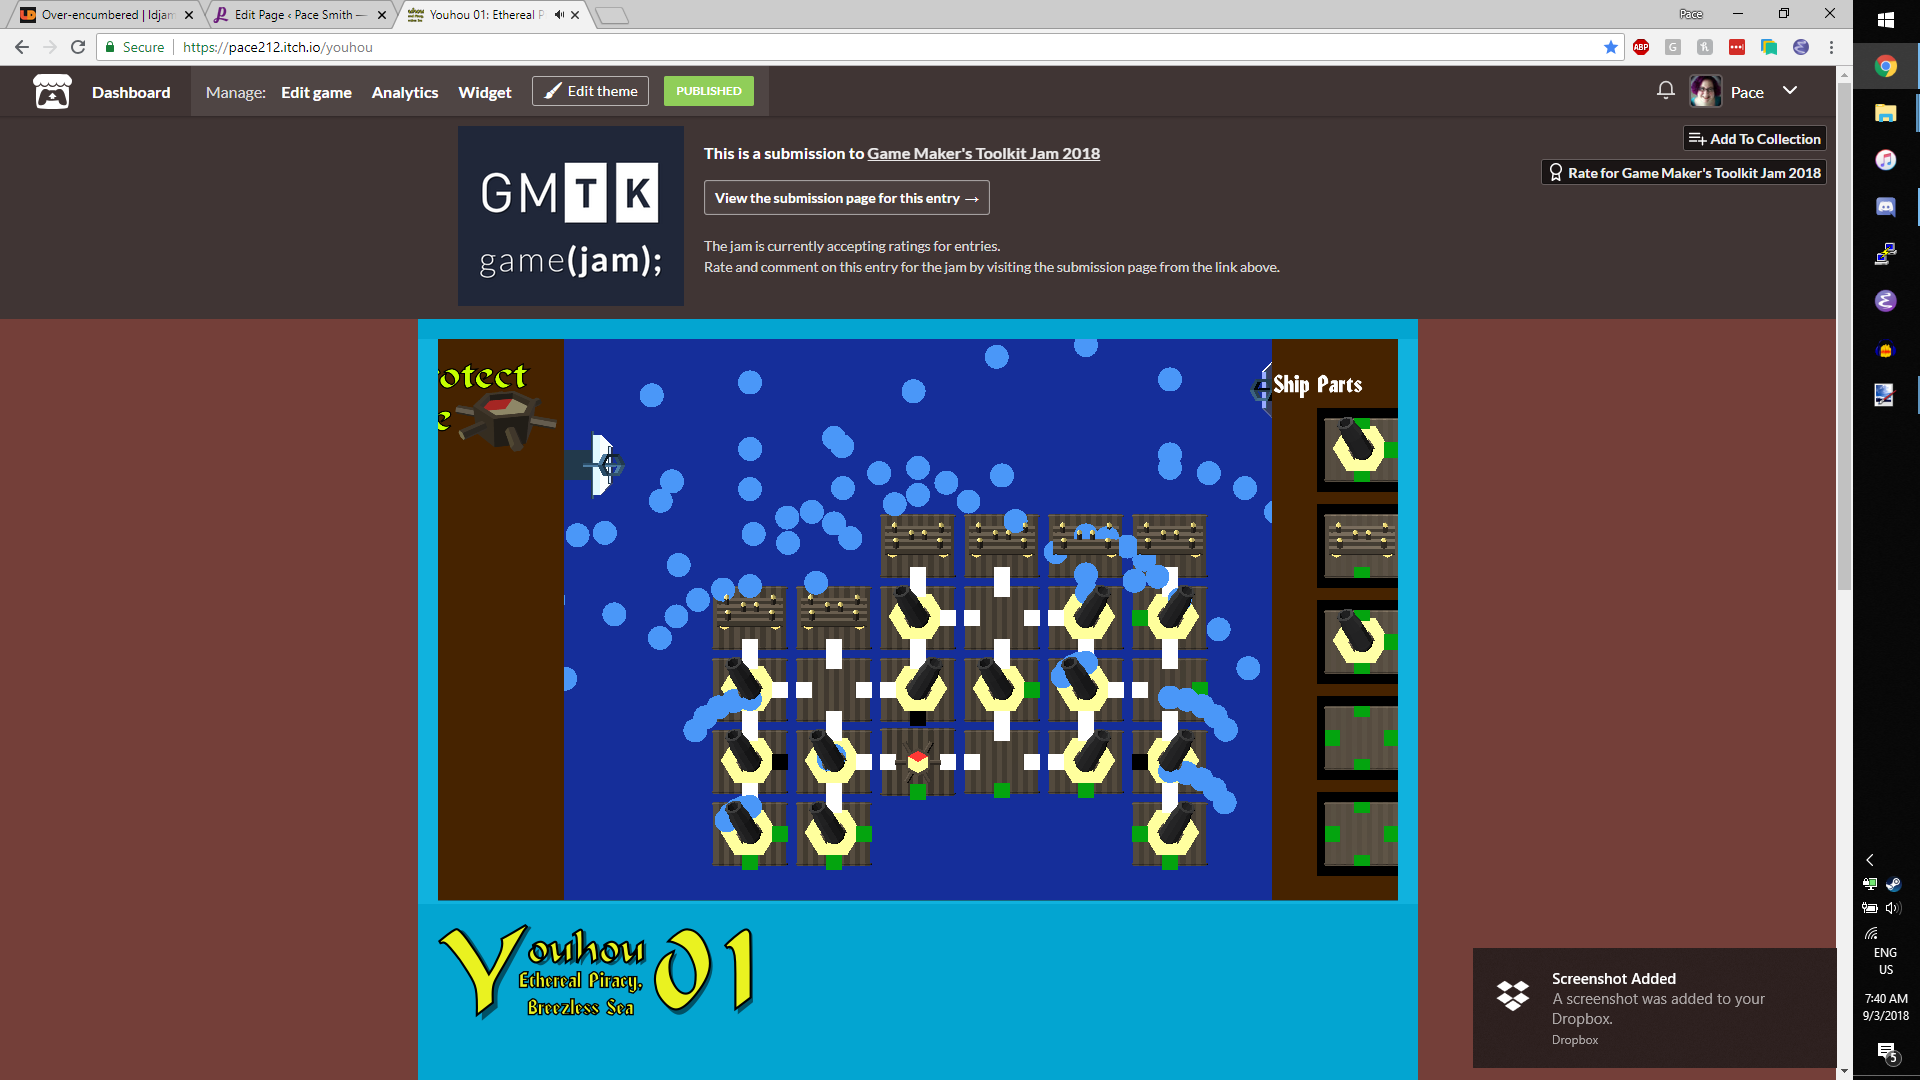 Over-encumbered | ldjam
Edit Page ‹ Pace Smith —
Youhou 01: Ethereal P
Pace
Secure
https://pace212.itch.io/youhou
ABP
Dashboard
Manage:
Edit game
Analytics
Widget
Edit theme
PUBLISHED
Pace
GMTK
game(jam);
This is a submission to Game Maker's Toolkit Jam 2018
View the submission page for this entry →
The jam is currently accepting ratings for entries.
Rate and comment on this entry for the jam by visiting the submission page from the link above.
Add To Collection
Rate for Game Maker's Toolkit Jam 2018
otect
e
Ship Parts
Youhou 01
Ethereal Piracy,
Breezless Sea
Screenshot Added
A screenshot was added to your
Dropbox.
Dropbox
ENG
US
7:40 AM
9/3/2018
5